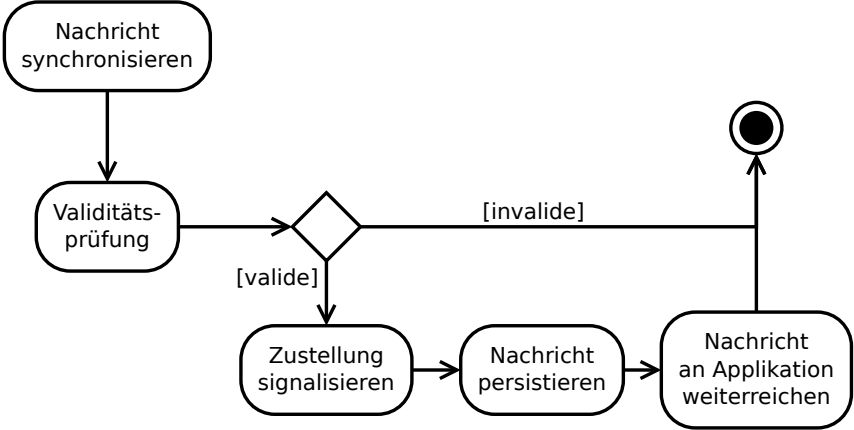 Nachricht
synchronisieren
Validitäts-
prüfung
[invalide]
[valide]
Zustellung
signalisieren
Nachricht
persistieren
Nachricht
an Applikation
weiterreichen